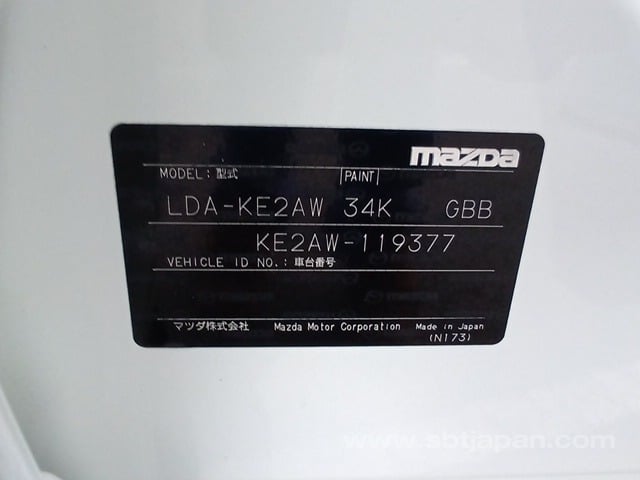 mazda
MODEL: 型式 PAINT
LDA-KE2AW 34K GBB
KE2AW-119377
VEHICLE ID NO.: 車台番号
マツダ株式会社 Mazda Motor Corporation Made in Japan
(N173)
www.sbtjapan.com